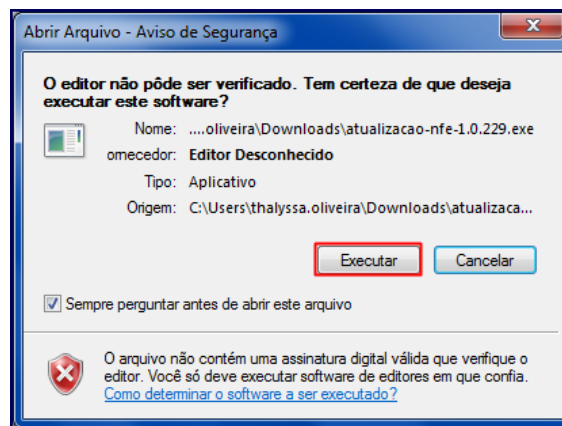 Abrir Arquivo - Aviso de Segurança
x
O editor não pôde ser verificado. Tem certeza de que deseja
executar este software?
Nome: ....oliveira\Downloads\atualizacao-nfe-1.0.229.exe
omecedor: Editor Desconhecido
Tipo: Aplicativo
Origem: C:\Users\thalyssa.oliveira\Downloads\atualizaca...
Executar Cancelar
Sempre perguntar antes de abrir este arquivo
O arquivo não contém uma assinatura digital válida que verifique o
editor. Você só deve executar software de editores em que confia.
Como determinar o software a ser executado?